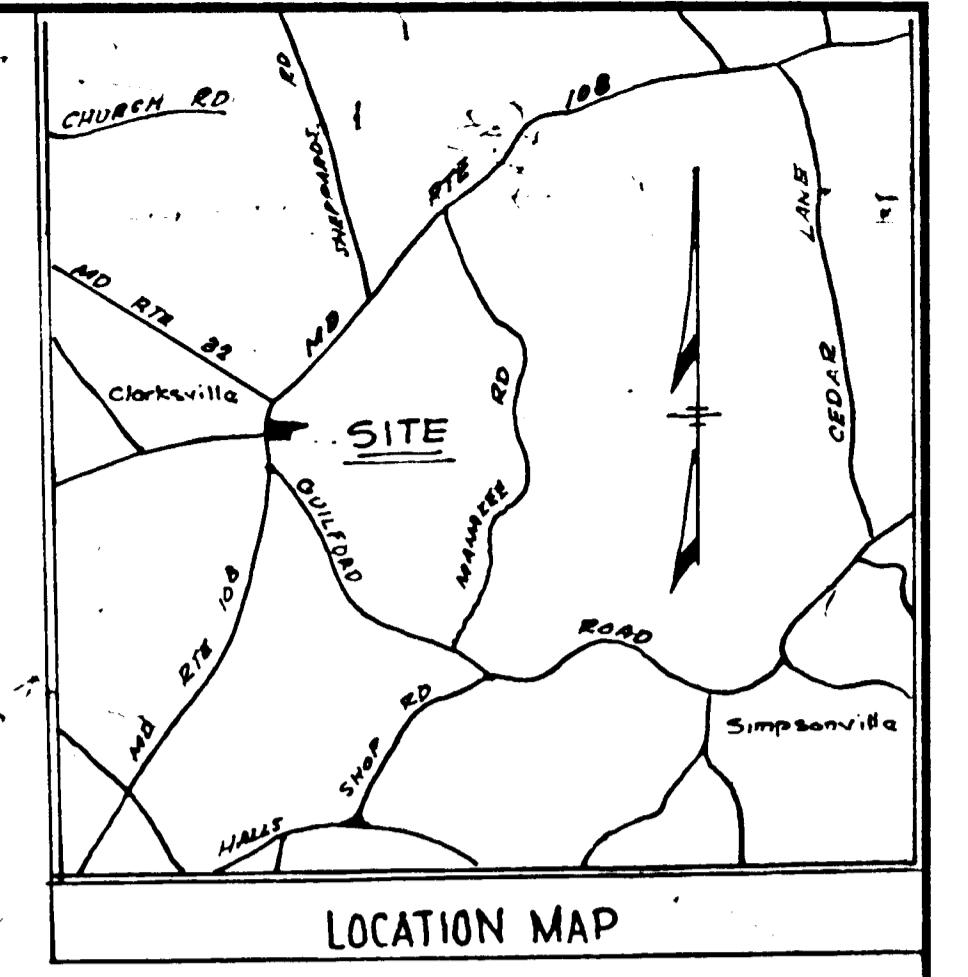 CHURCH RD
SHEPPARDS RD
MD RTE 108
LANE
CEDAR
MD RTE 32
Clarksville
SITE
RD
MANAKEE
GUILFORD
ROAD
MD RTE 108
Simpsonville
SHOP RD
HALLS
LOCATION MAP